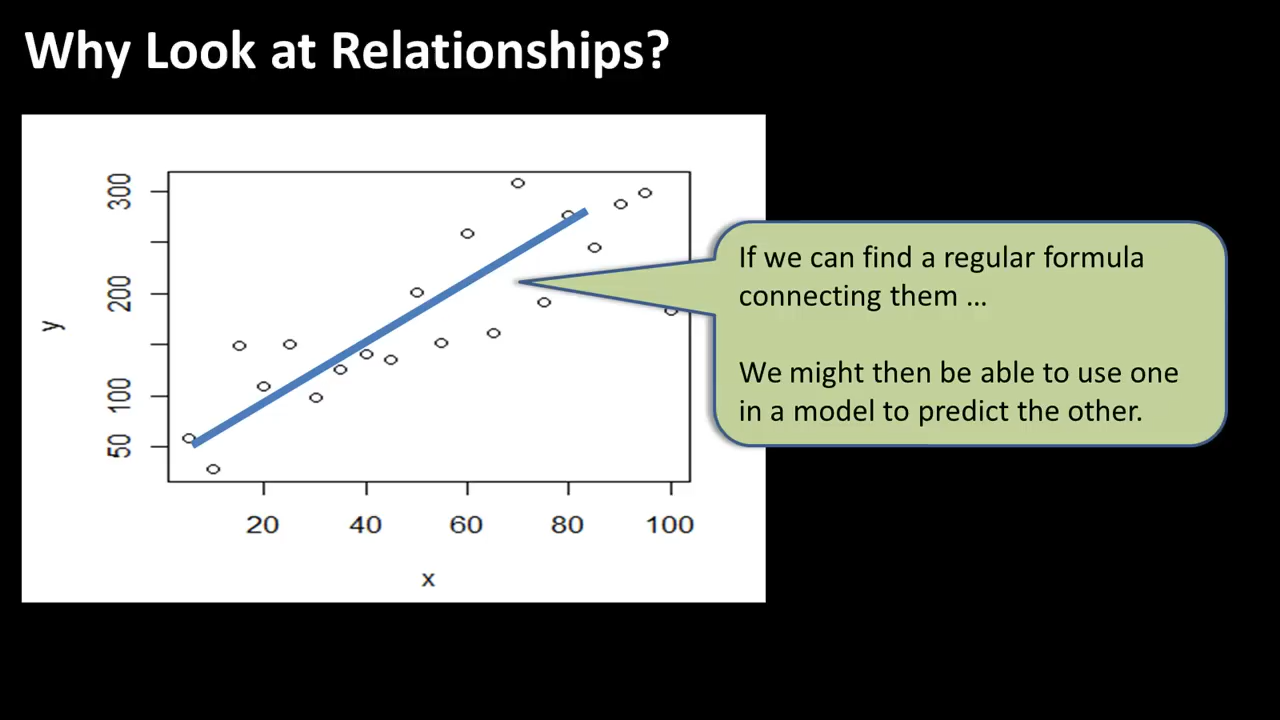 Why Look at Relationships?
300
200
100
50
y
20 40 60 80 100
x
If we can find a regular formula
connecting them ...
We might then be able to use one
in a model to predict the other.